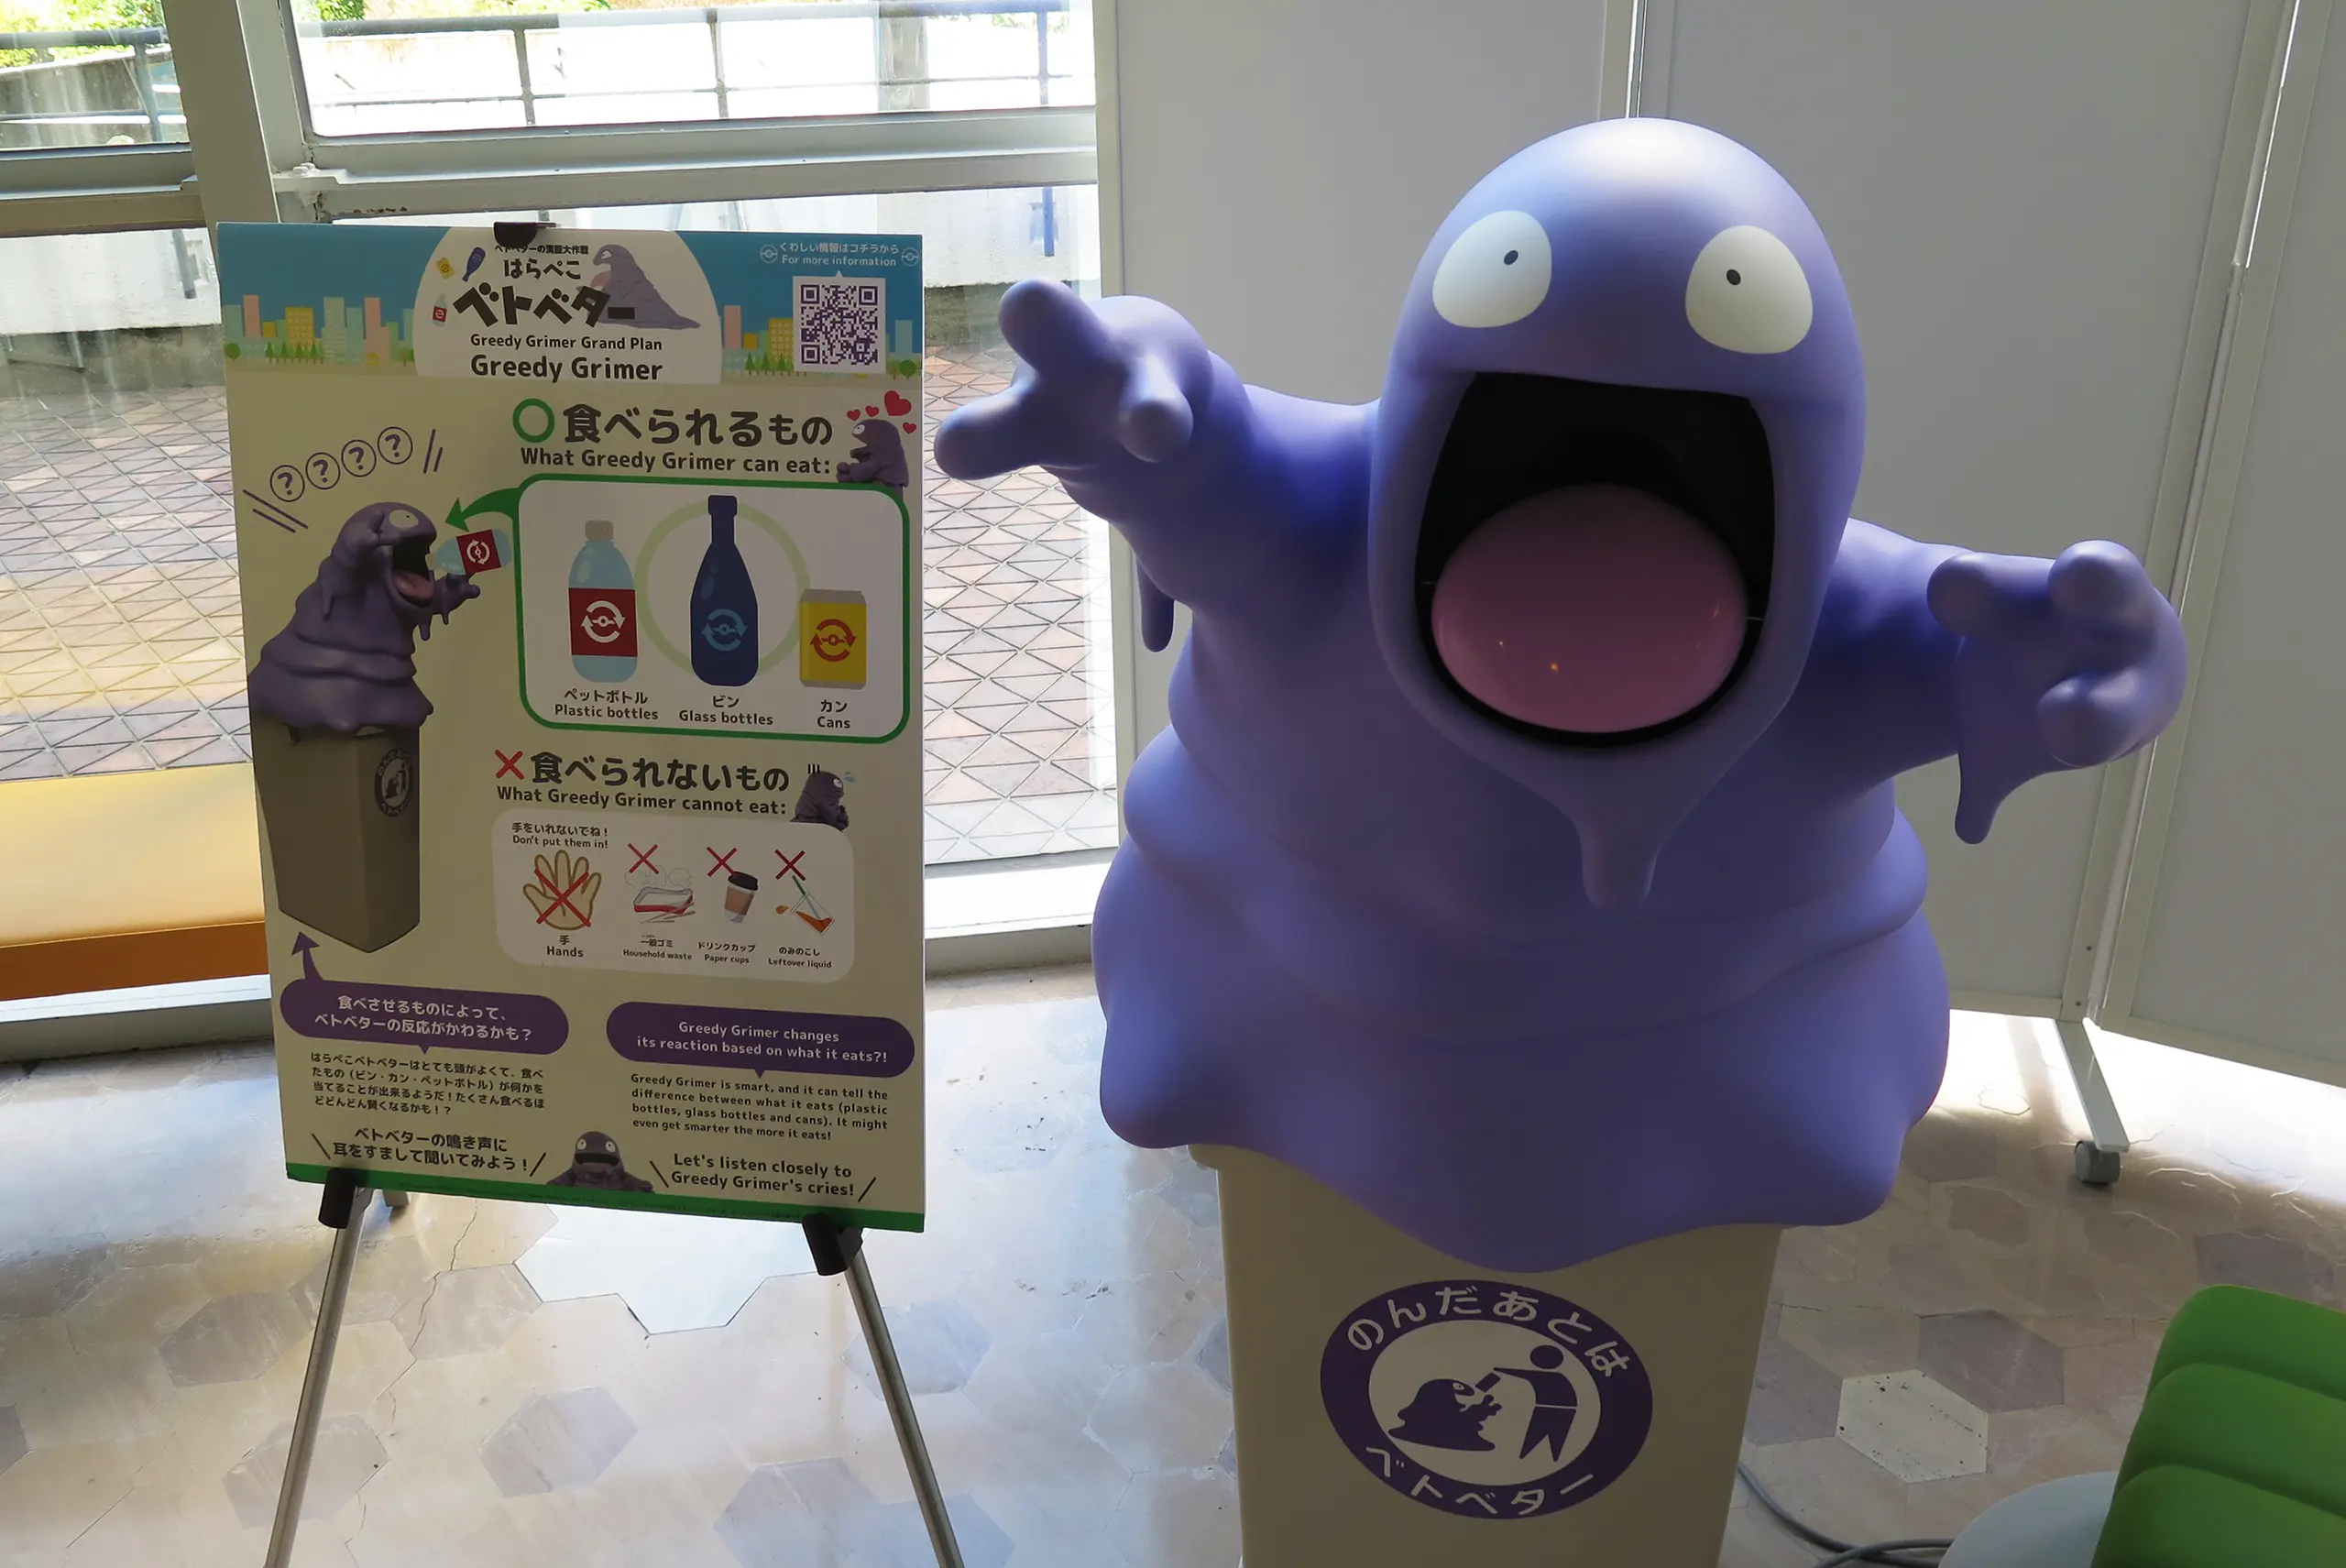 ベトベターの満腹大作戦
はらぺこ
ベトベター
Greedy Grimer Grand Plan
Greedy Grimer
くわしい情報はコチラから
For more information
????
食べられるもの
What Greedy Grimer can eat:
ペットボトル
Plastic bottles
ビン
Glass bottles
カン
Cans
食べられないもの
What Greedy Grimer cannot eat:
手をいれないでね!
Don't put them in!
手
Hands
一般ゴミ
Household waste
ドリンクカップ
Paper cups
のみのこし
Leftover liquid
食べさせるものによって、
ベトベターの反応がかわるかも?
はらぺこベトベターはとても頭がよくて、食べ
たもの(ビン・カン・ペットボトル)が何かを
当てることが出来るようだ!たくさん食べるほ
どどんどん賢くなるかも!?
ベトベターの鳴き声に
耳をすまして聞いてみよう!
Greedy Grimer changes
its reaction based on what it eats?!
Greedy Grimer is smart, and it can tell the
difference between what it eats (plastic
bottles, glass bottles and cans). It might
even get smarter the more it eats!
Let's listen closely to
Greedy Grimer's cries!
のんだあとは
ベトベター